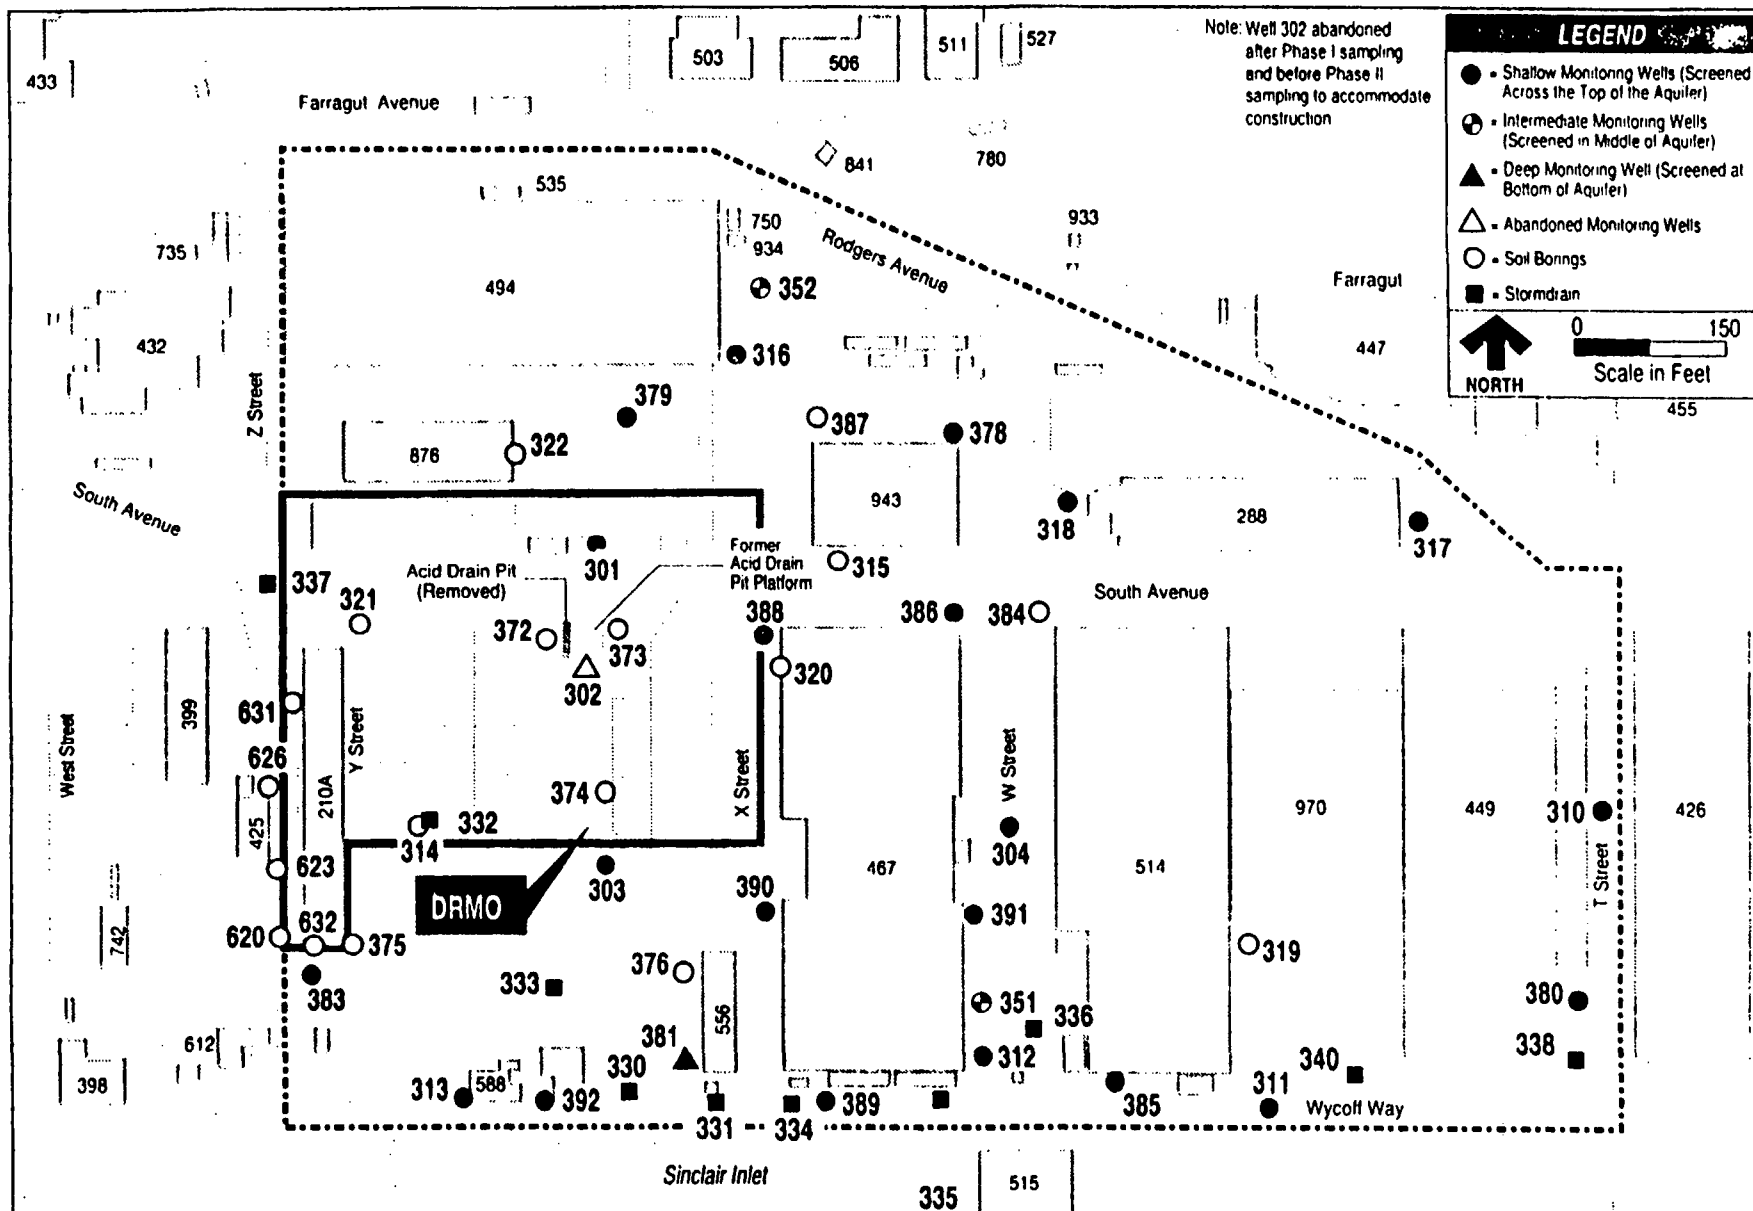 Note: Well 302 abandoned
after Phase I sampling
and before Phase II
sampling to accommodate
construction
LEGEND
- Shallow Monitoring Wells (Screened
Across the Top of the Aquifer)
- Intermediate Monitoring Wells
(Screened in Middle of Aquifer)
- Deep Monitoring Well (Screened at
Bottom of Aquifer)
- Abandoned Monitoring Wells
- Soil Borings
- Stormdrain
NORTH
0 150
Scale in Feet
433
503
506
511
527
Farragut Avenue
841
780
535
750
934
933
735
Rodgers Avenue
494
352
Farragut
432
316
447
Z Street
379
387
378
455
322
876
South Avenue
943
318
288
317
301
Former
Acid Drain
Pit Platform
Acid Drain Pit
(Removed)
315
337
321
South Avenue
388
386
384
372
373
302
320
631
399
West Street
Y Street
626
X Street
W Street
210A
374
425
332
314
304
970
449
310
426
467
514
623
303
T Street
DRMO
390
391
620
632
375
742
376
319
383
333
351
380
556
336
381
612
398
588
330
312
340
338
313
392
389
385
311
Wycoff Way
331
334
Sinclair Inlet
335
515